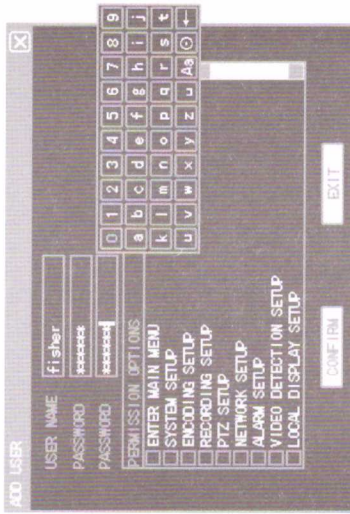 ADD USER
USER NAME fisher
PASSWORD *******
PASSWORD *******
PERMISSION OPTIONS
ENTER MAIN MENU
SYSTEM SETUP
ENCODING SETUP
RECORDING SETUP
PTZ SETUP
NETWORK SETUP
ALARM SETUP
VIDEO DETECTION SETUP
LOCAL DISPLAY SETUP
0 1 2 3 4 5 6 7 8 9
a b c d e f g h i j
k l m n o p q r s t
u v w x y z ⎵ Aa ⊙ ←
CONFIRM EXIT